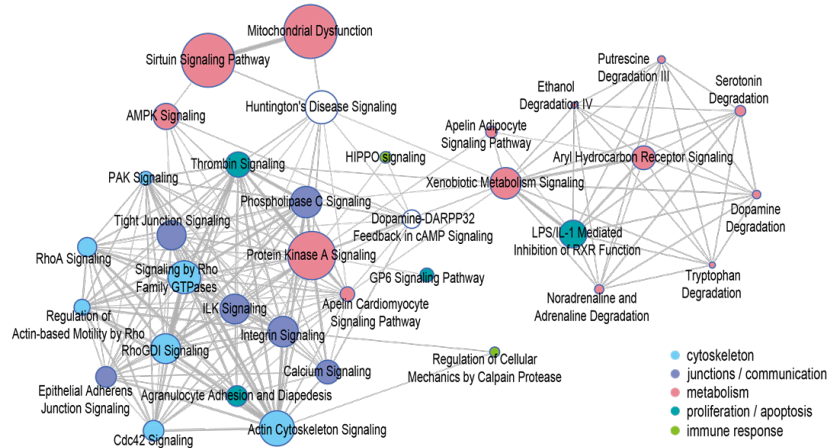 Mitochondrial Dysfunction
Sirtuin Signaling Pathway
Putrescine
Degradation III
Ethanol
Degradation IV
Serotonin
Degradation
Huntington's Disease Signaling
AMPK Signaling
Apelin Adipocyte
Signaling Pathway
HIPPO signaling
Aryl Hydrocarbon Receptor Signaling
Thrombin Signaling
PAK Signaling
Xenobiotic Metabolism Signaling
Phospholipase C Signaling
Tight Junction Signaling
Dopamine-DARPP32
Feedback in cAMP Signaling
Dopamine
Degradation
LPS/IL-1 Mediated
Inhibition of RXR Function
RhoA Signaling
Protein Kinase A Signaling
Signaling by Rho
Family GTPases
GP6 Signaling Pathway
Tryptophan
Degradation
Noradrenaline and
Adrenaline Degradation
Apelin Cardiomyocyte
Signaling Pathway
ILK Signaling
Regulation of
Actin-based Motility by Rho
Integrin Signaling
RhoGDI Signaling
Regulation of Cellular
Mechanics by Calpain Protease
Calcium Signaling
Epithelial Adherens
Junction Signaling
Agranulocyte Adhesion and Diapedesis
Actin Cytoskeleton Signaling
Cdc42 Signaling
cytoskeleton
junctions / communication
metabolism
proliferation / apoptosis
immune response